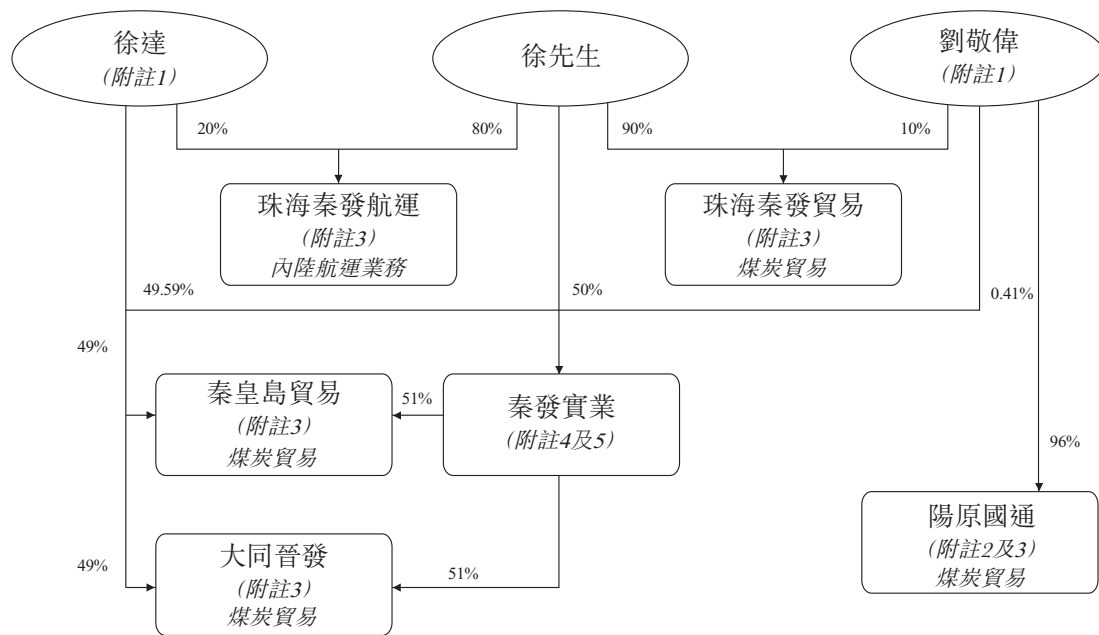 徐達
(附註1)
徐先生
劉敬偉
(附註1)
20%
80%
90%
10%
珠海秦發航運
(附註3)
內陸航運業務
珠海秦發貿易
(附註3)
煤炭貿易
49.59%
50%
0.41%
49%
秦皇島貿易
(附註3)
煤炭貿易
51%
秦發實業
(附註4及5)
96%
陽原國通
(附註2及3)
煤炭貿易
49%
大同晉發
(附註3)
煤炭貿易
51%